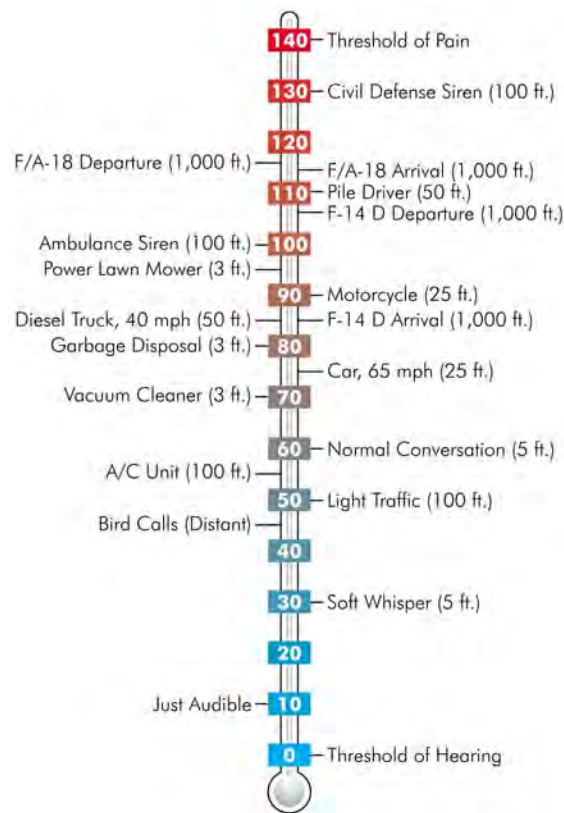 140 Threshold of Pain
130 Civil Defense Siren (100 ft.)
120
F/A-18 Departure (1,000 ft.)
F/A-18 Arrival (1,000 ft.)
110 Pile Driver (50 ft.)
F-14 D Departure (1,000 ft.)
Ambulance Siren (100 ft.) 100
Power Lawn Mower (3 ft.)
90 Motorcycle (25 ft.)
Diesel Truck, 40 mph (50 ft.) F-14 D Arrival (1,000 ft.)
Garbage Disposal (3 ft.) 80
Car, 65 mph (25 ft.)
Vacuum Cleaner (3 ft.) 70
60 Normal Conversation (5 ft.)
A/C Unit (100 ft.)
50 Light Traffic (100 ft.)
Bird Calls (Distant)
40
30 Soft Whisper (5 ft.)
20
Just Audible 10
0 Threshold of Hearing